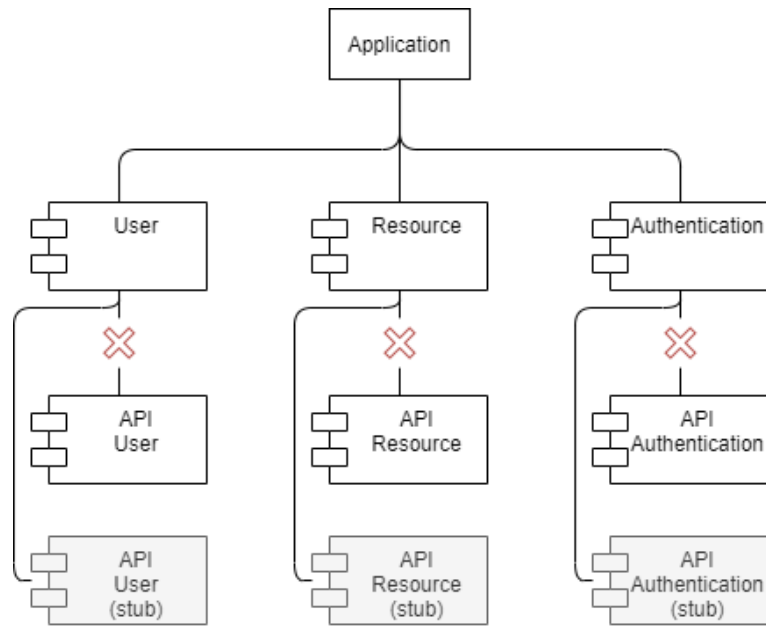 Application
User
Resource
Authentication
API
User
API
Resource
API
Authentication
API
User
(stub)
API
Resource
(stub)
API
Authentication
(stub)